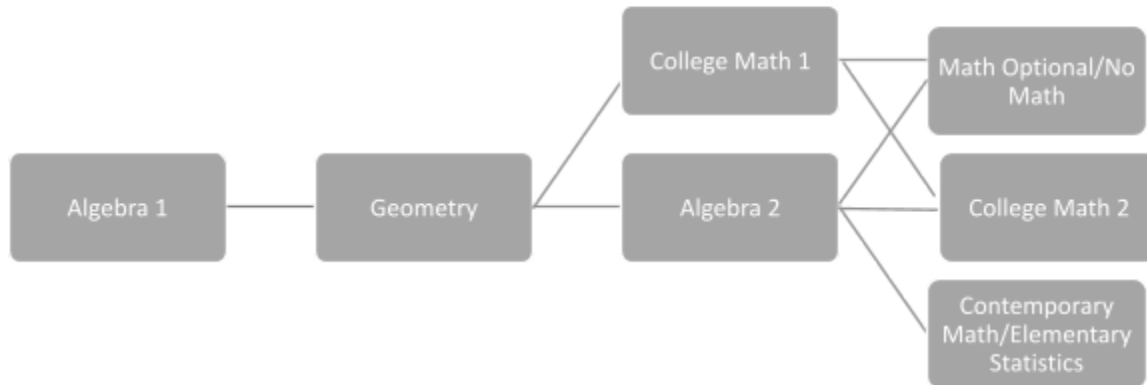 College Math 1
Math Optional/No
Math
Algebra 1
Geometry
Algebra 2
College Math 2
Contemporary
Math/Elementary
Statistics